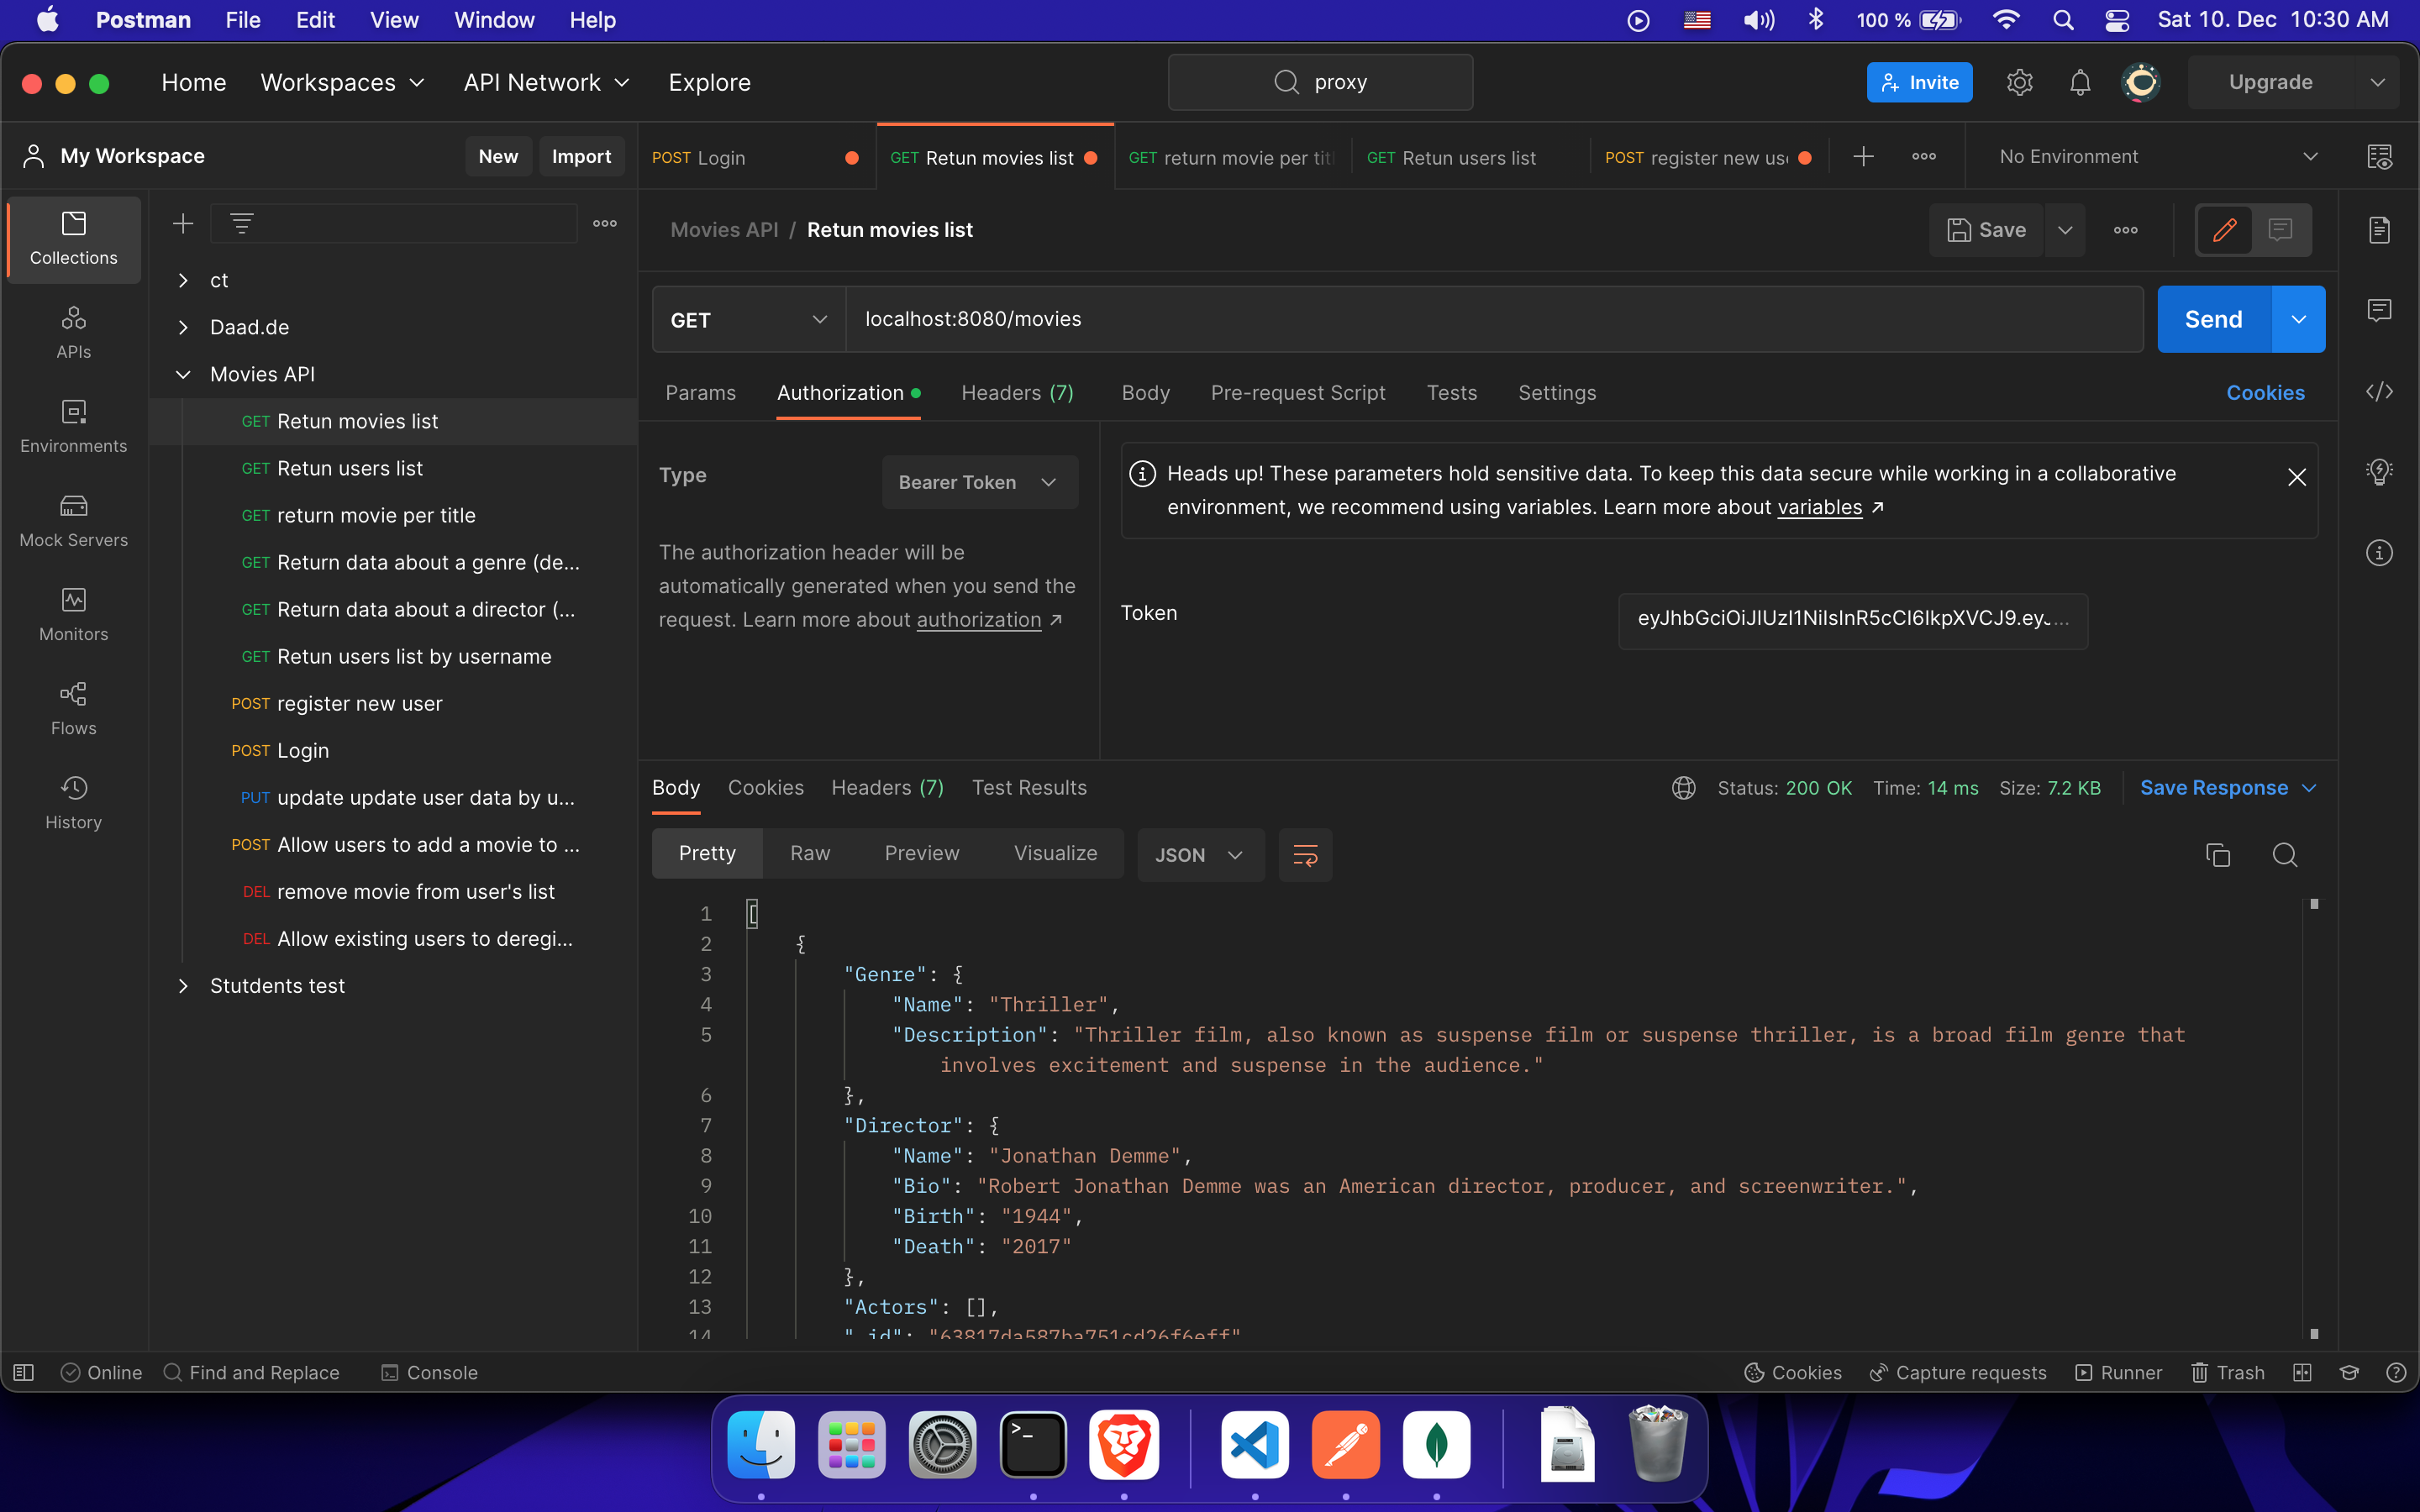 Postman File Edit View Window Help 100 % Sat 10. Dec 10:30 AM
Home Workspaces API Network Explore proxy Invite Upgrade
My Workspace New Import
POST Login GET Retun movies list GET return movie per titl GET Retun users list POST register new use No Environment
Collections
APIs
Environments
Mock Servers
Monitors
Flows
History
ct
Daad.de
Movies API
GET Retun movies list
GET Retun users list
GET return movie per title
GET Return data about a genre (de...
GET Return data about a director (...
GET Retun users list by username
POST register new user
POST Login
PUT update update user data by u...
POST Allow users to add a movie to ...
DEL remove movie from user's list
DEL Allow existing users to deregi...
Stutdents test
Movies API / Retun movies list Save
GET localhost:8080/movies Send
Params Authorization Headers (7) Body Pre-request Script Tests Settings Cookies
Type Bearer Token
The authorization header will be
automatically generated when you send the
request. Learn more about authorization ↗
Heads up! These parameters hold sensitive data. To keep this data secure while working in a collaborative
environment, we recommend using variables. Learn more about variables ↗
Token eyJhbGciOiJIUzI1NiIsInR5cCI6IkpXVCJ9.eyJ...
Body Cookies Headers (7) Test Results Status: 200 OK Time: 14 ms Size: 7.2 KB Save Response
Pretty Raw Preview Visualize JSON
1 [
2 {
3 "Genre": {
4 "Name": "Thriller",
5 "Description": "Thriller film, also known as suspense film or suspense thriller, is a broad film genre that
involves excitement and suspense in the audience."
6 },
7 "Director": {
8 "Name": "Jonathan Demme",
9 "Bio": "Robert Jonathan Demme was an American director, producer, and screenwriter.",
10 "Birth": "1944",
11 "Death": "2017"
12 },
13 "Actors": [],
14 "_id": "63817da587ba751cd26f6eff"
Online Find and Replace Console Cookies Capture requests Runner Trash